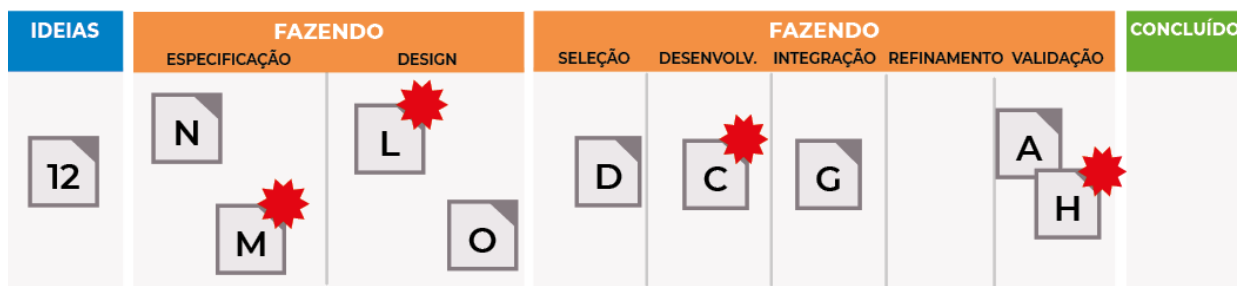 IDEIAS
FAZENDO
FAZENDO
CONCLUÍDO
ESPECIFICAÇÃO
DESIGN
SELEÇÃO
DESENVOLV.
INTEGRAÇÃO
REFINAMENTO
VALIDAÇÃO
12
N
M
L
O
D
C
G
A
H